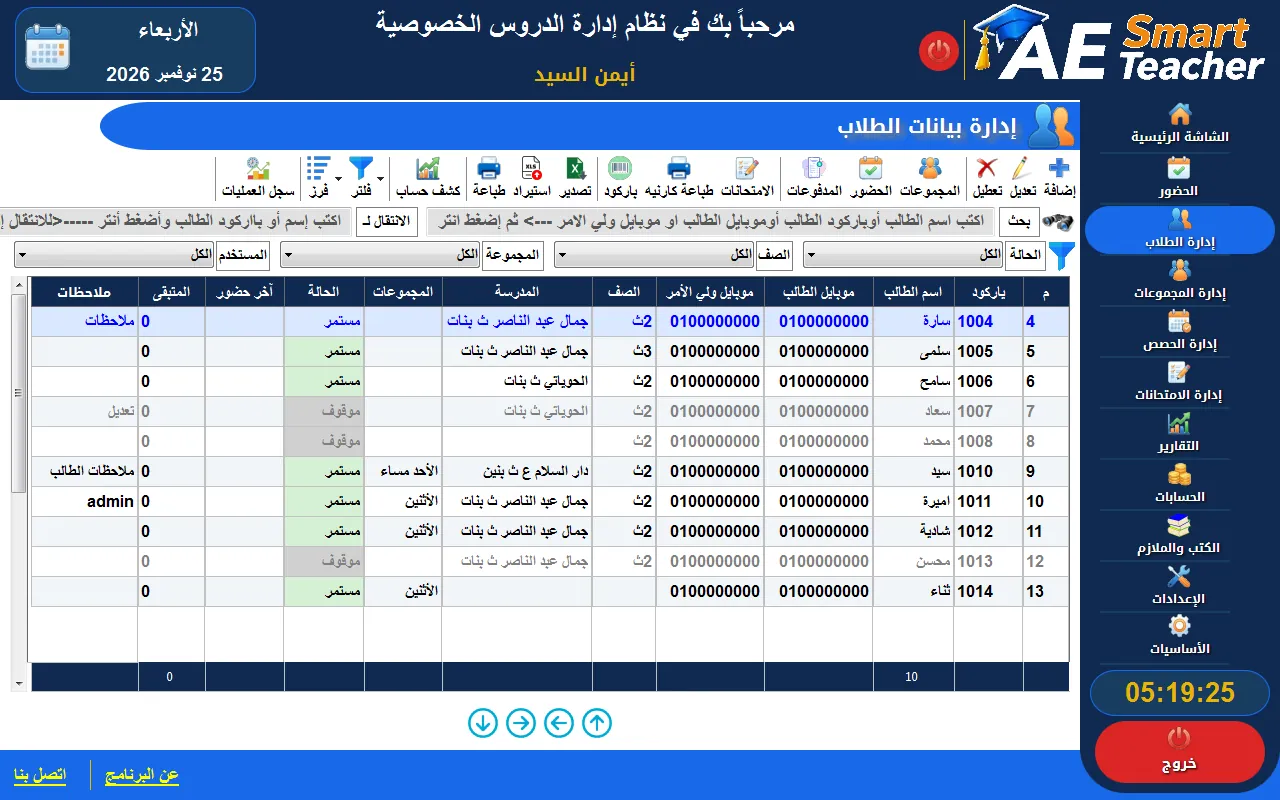 AE Smart Teacher
مرحباً بك في نظام إدارة الدروس الخصوصية
أيمن السيد
الأربعاء
25 نوفمبر 2026
الشاشة الرئيسية
الحضور
إدارة الطلاب
إدارة المجموعات
إدارة الحصص
إدارة الامتحانات
التقارير
الحسابات
الكتب والملازم
الإعدادات
الأساسيات
05:19:25
خروج
إدارة بيانات الطلاب
إضافة تعديل تعطيل المجموعات الحضور المدفوعات الامتحانات طباعة كارنيه باركود تصدير استيراد طباعة كشف حساب فلتر فرز سجل العمليات
بحث اكتب اسم الطالب أوباركود الطالب أوموبايل الطالب او موبايل ولي الامر ---> ثم إضغط انتر الانتقال لـ اكتب إسم أو بااركود الطالب وأضغط أنتر -----<للانتقال
الحالة الكل الصف الكل المجموعة الكل المستخدم الكل
م باركود اسم الطالب موبايل الطالب موبايل ولي الأمر الصف المدرسة المجموعات الحالة آخر حضور المتبقى ملاحظات
4 1004 سارة 0100000000 0100000000 2ث جمال عبد الناصر ث بنات مستمر 0 ملاحظات
5 1005 سلمى 0100000000 0100000000 3ث جمال عبد الناصر ث بنات مستمر 0
6 1006 سامح 0100000000 0100000000 2ث الحوياتي ث بنات مستمر 0
7 1007 سعاد 0100000000 0100000000 2ث الحوياتي ث بنات موقوف 0 تعديل
8 1008 محمد 0100000000 0100000000 2ث موقوف 0
9 1010 سيد 0100000000 0100000000 2ث دار السلام ع ث بنين الأحد مساء مستمر 0 ملاحظات الطالب
10 1011 اميرة 0100000000 0100000000 2ث جمال عبد الناصر ث بنات الأثنين مستمر 0 admin
11 1012 شادية 0100000000 0100000000 2ث جمال عبد الناصر ث بنات الأثنين مستمر 0
12 1013 محسن 0100000000 0100000000 2ث جمال عبد الناصر ث بنات موقوف 0
13 1014 ثناء 0100000000 0100000000 الأثنين مستمر 0
10 0
عن البرنامج
اتصل بنا